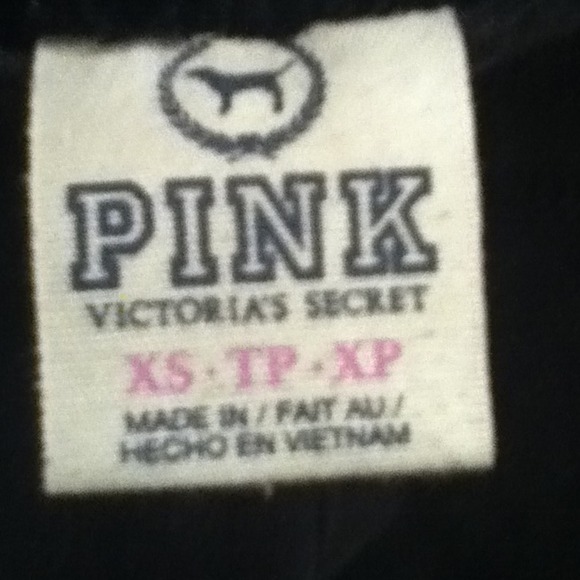 PINK
VICTORIA'S SECRET
XS · TP · XP
MADE IN / FAIT AU /
HECHO EN VIETNAM